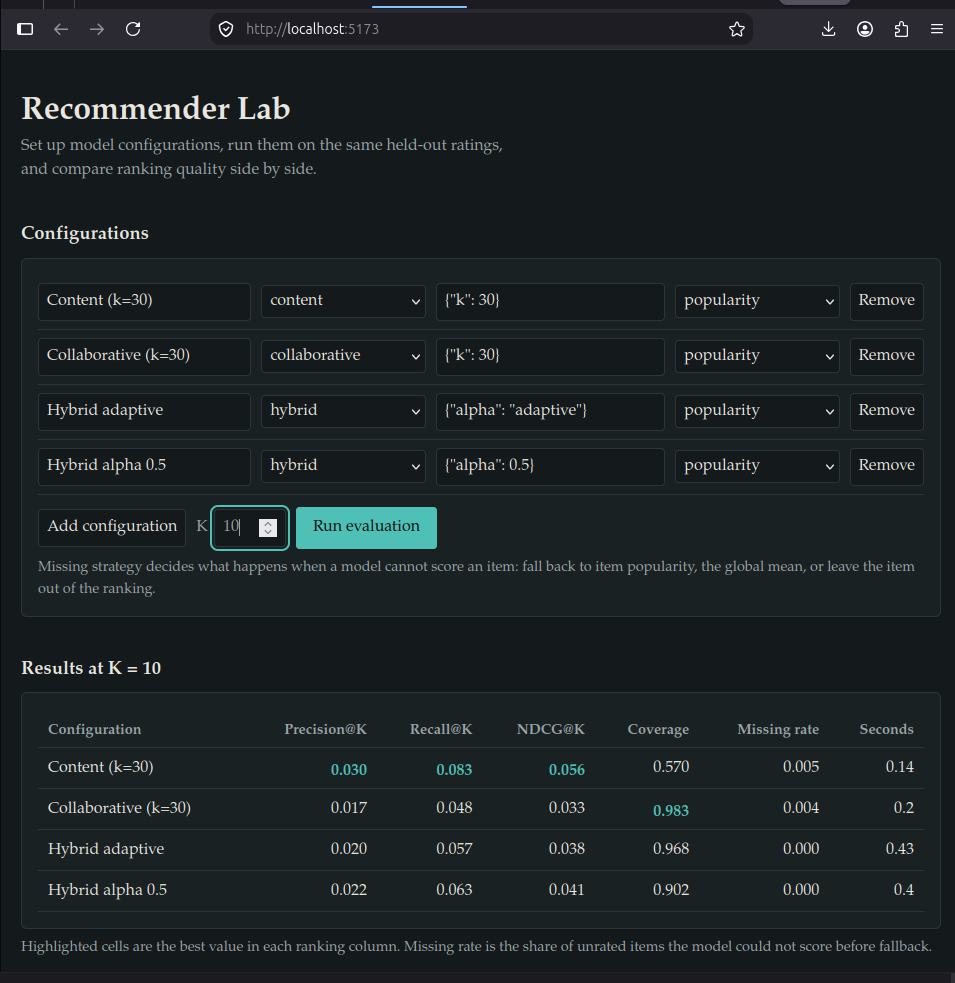 http://localhost:5173
Recommender Lab
Set up model configurations, run them on the same held-out ratings,
and compare ranking quality side by side.
Configurations
Content (k=30) content {"k": 30} popularity Remove
Collaborative (k=30) collaborative {"k": 30} popularity Remove
Hybrid adaptive hybrid {"alpha": "adaptive"} popularity Remove
Hybrid alpha 0.5 hybrid {"alpha": 0.5} popularity Remove
Add configuration K 10 Run evaluation
Missing strategy decides what happens when a model cannot score an item: fall back to item popularity, the global mean, or leave the item
out of the ranking.
Results at K = 10
Configuration Precision@K Recall@K NDCG@K Coverage Missing rate Seconds
Content (k=30) 0.030 0.083 0.056 0.570 0.005 0.14
Collaborative (k=30) 0.017 0.048 0.033 0.983 0.004 0.2
Hybrid adaptive 0.020 0.057 0.038 0.968 0.000 0.43
Hybrid alpha 0.5 0.022 0.063 0.041 0.902 0.000 0.4
Highlighted cells are the best value in each ranking column. Missing rate is the share of unrated items the model could not score before fallback.